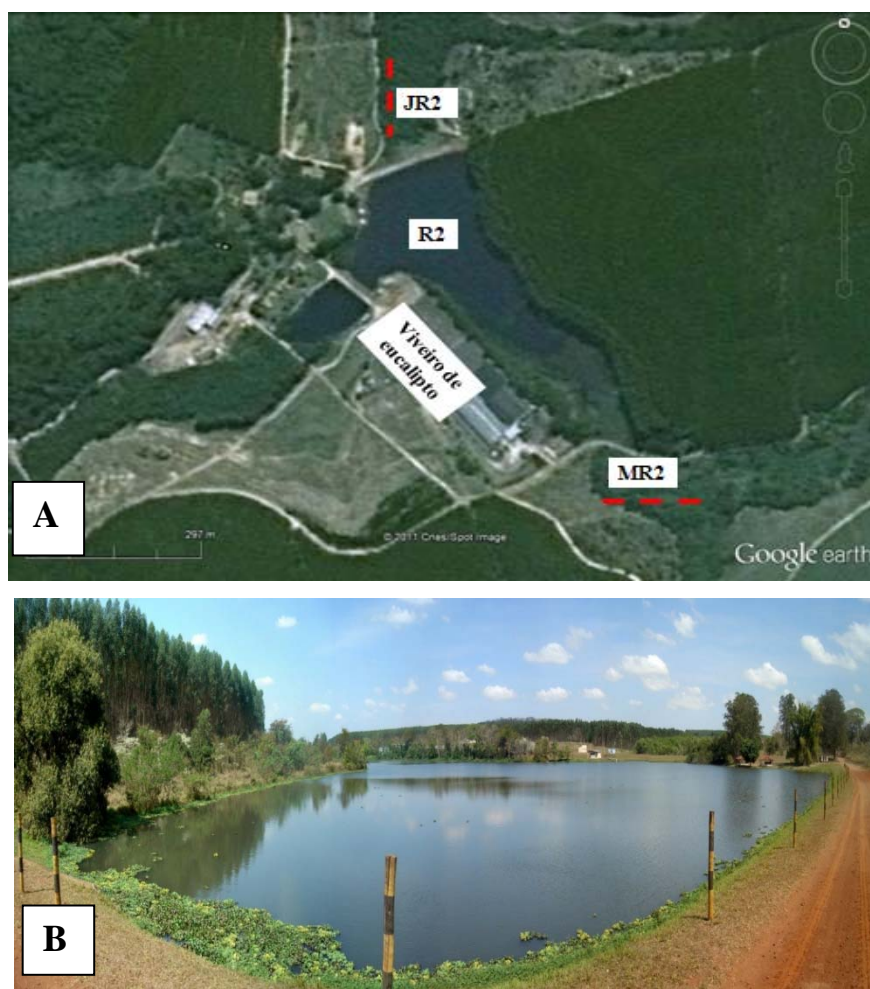 JR2
R2
Viveiro de
eucalipto
MR2
A
297 m
© 2011 Cnes/Spot Image
Google earth
B